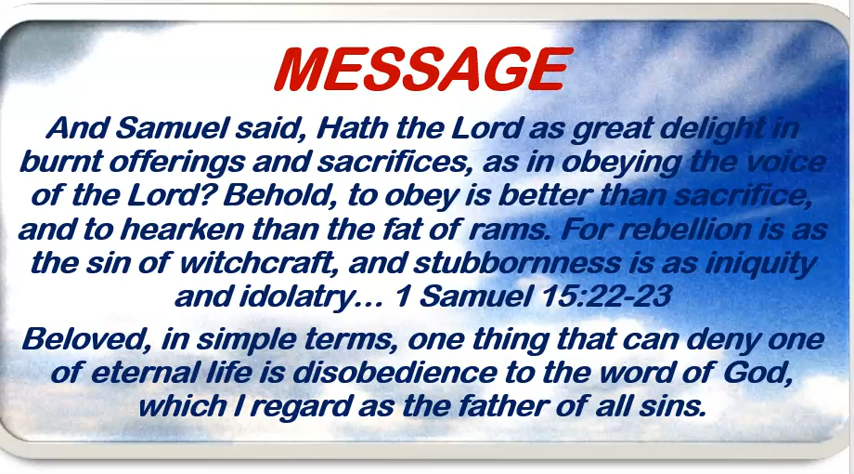 MESSAGE
And Samuel said, Hath the Lord as great delight in
burnt offerings and sacrifices, as in obeying the voice
of the Lord? Behold, to obey is better than sacrifice,
and to hearken than the fat of rams. For rebellion is as
the sin of witchcraft, and stubbornness is as iniquity
and idolatry... 1 Samuel 15:22-23
Beloved, in simple terms, one thing that can deny one
of eternal life is disobedience to the word of God,
which I regard as the father of all sins.